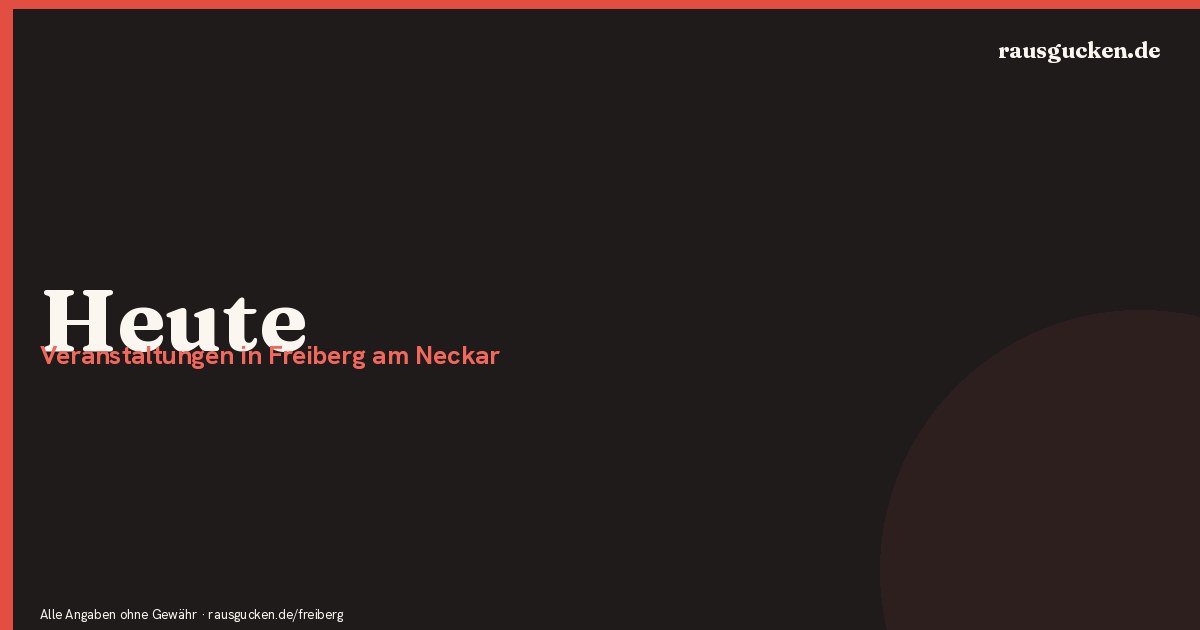 rausgucken.de
Heute
Veranstaltungen in Freiberg am Neckar
Alle Angaben ohne Gewähr · rausgucken.de/freiberg